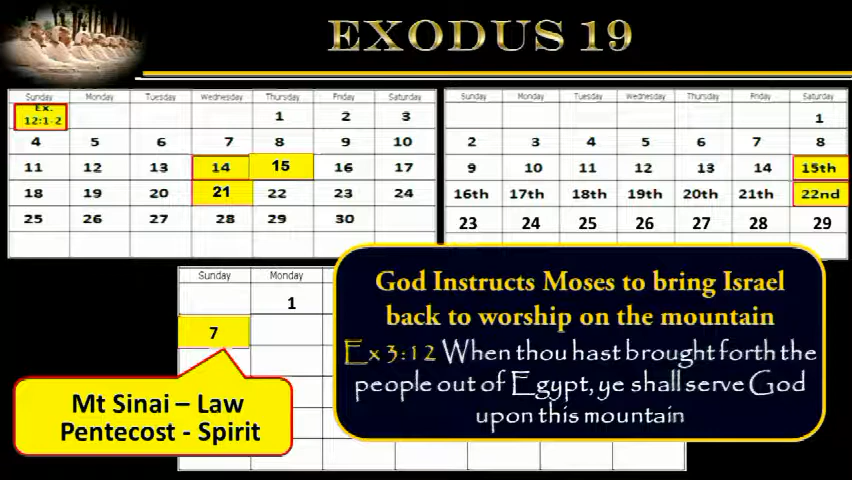 EXODUS 19
Sunday Monday Tuesday Wednesday Thursday Friday Saturday
Ex. 12:1-2 1 2 3
4 5 6 7 8 9 10
11 12 13 14 15 16 17
18 19 20 21 22 23 24
25 26 27 28 29 30
Sunday Monday Tuesday Wednesday Thursday Friday Saturday
1
2 3 4 5 6 7 8
9 10 11 12 13 14 15th
16th 17th 18th 19th 20th 21th 22nd
23 24 25 26 27 28 29
Sunday Monday
1
7
God Instructs Moses to bring Israel
back to worship on the mountain
Ex 3:12 When thou hast brought forth the
people out of Egypt, ye shall serve God
upon this mountain
Mt Sinai – Law
Pentecost - Spirit